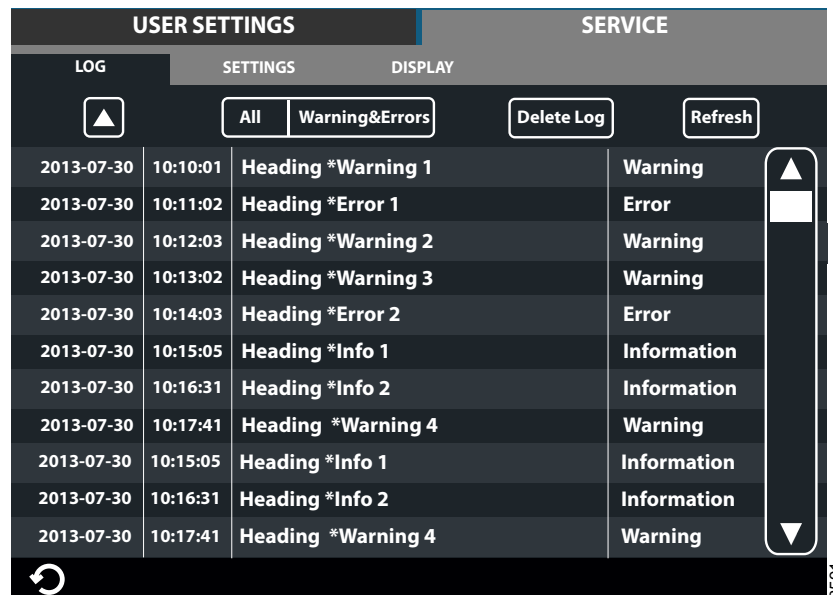 USER SETTINGS SERVICE
LOG SETTINGS DISPLAY
All Warning&Errors Delete Log Refresh
2013-07-30 10:10:01 Heading *Warning 1 Warning
2013-07-30 10:11:02 Heading *Error 1 Error
2013-07-30 10:12:03 Heading *Warning 2 Warning
2013-07-30 10:13:02 Heading *Warning 3 Warning
2013-07-30 10:14:03 Heading *Error 2 Error
2013-07-30 10:15:05 Heading *Info 1 Information
2013-07-30 10:16:31 Heading *Info 2 Information
2013-07-30 10:17:41 Heading *Warning 4 Warning
2013-07-30 10:15:05 Heading *Info 1 Information
2013-07-30 10:16:31 Heading *Info 2 Information
2013-07-30 10:17:41 Heading *Warning 4 Warning